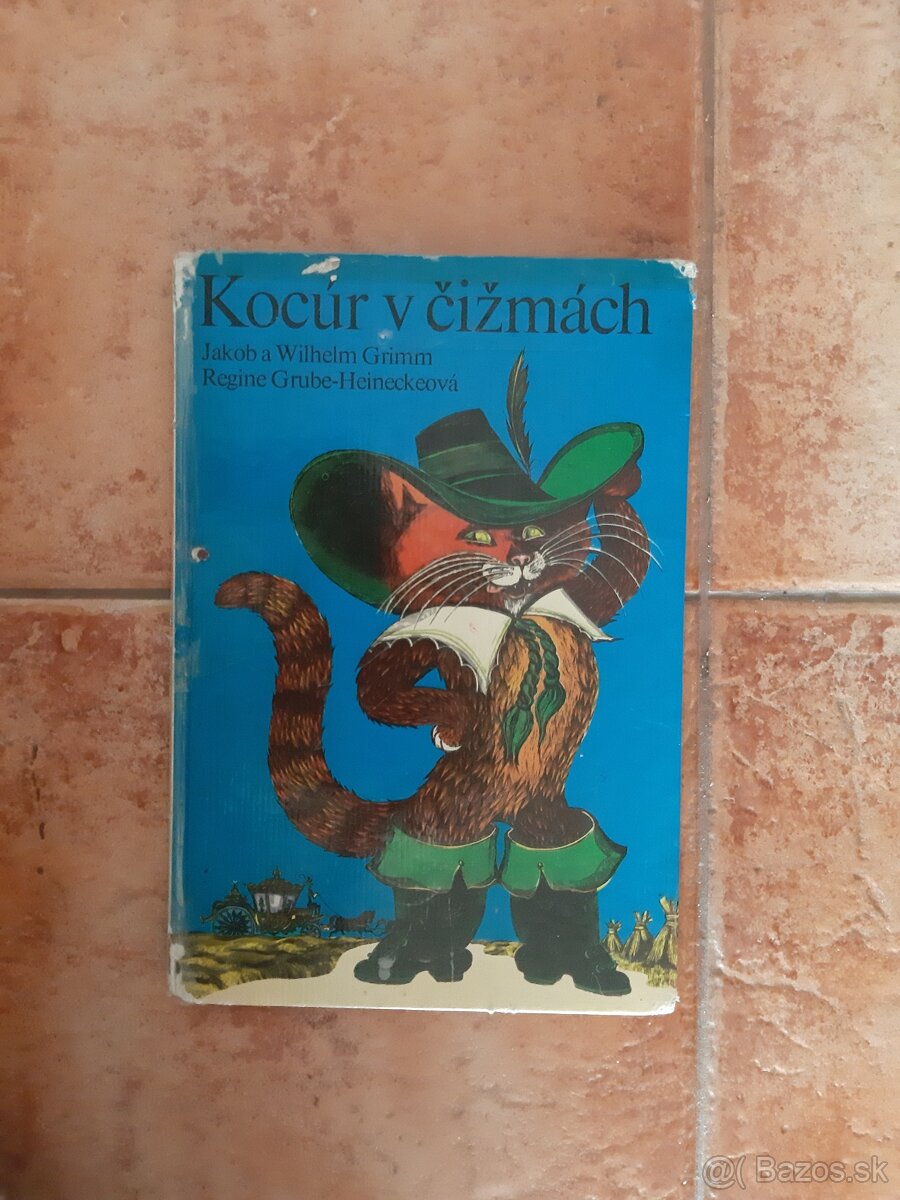 Kocúr v čižmách
Jakob a Wilhelm Grimm
Regine Grube-Heineckeová
@( Bazos.sk